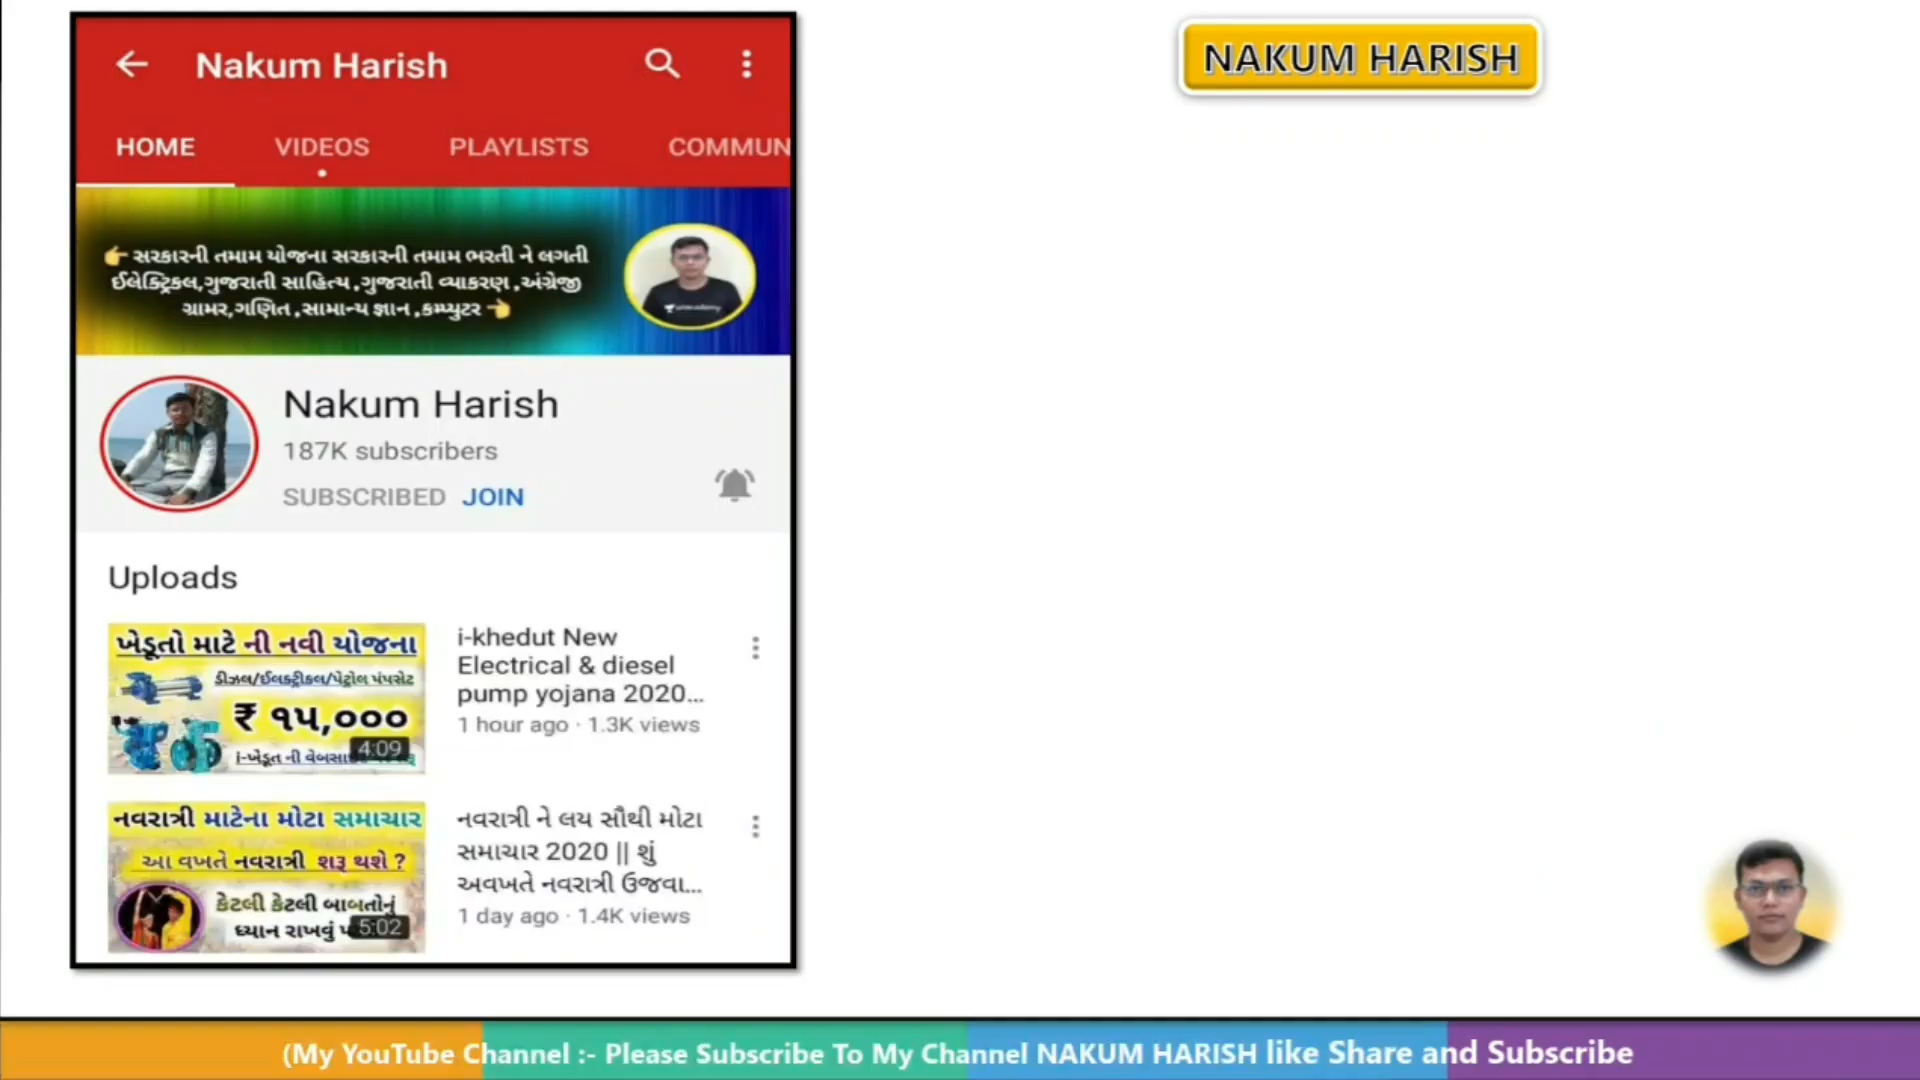 Nakum Harish
HOME VIDEOS PLAYLISTS COMMUN
👉 સરકારની તમામ યોજના સરકારની તમામ ભરતી ને લગતી
ઈલેક્ટ્રિકલ,ગુજરાતી સાહિત્ય ,ગુજરાતી વ્યાકરણ ,અંગ્રેજી
ગ્રામર,ગણિત ,સામાન્ય જ્ઞાન ,કમ્પ્યુટર 👈
Nakum Harish
187K subscribers
SUBSCRIBED JOIN
Uploads
ખેડૂતો માટે ની નવી યોજના
ડીઝલ/ઈલક્ટ્રીકલ/પેટ્રોલ પંપસેટ
₹ ૧૫,૦૦૦
i-ખેડૂત ની
4:09
i-khedut New
Electrical & diesel
pump yojana 2020...
1 hour ago · 1.3K views
નવરાત્રી માટેના મોટા સમાચાર
આ વખતે નવરાત્રી શરૂ થશે ?
કેટલી કેટલી બાબતોનું
ધ્યાન રાખવું
5:02
નવરાત્રી ને લય સૌથી મોટા
સમાચાર 2020 || શું
અવખતે નવરાત્રી ઉજવા...
1 day ago · 1.4K views
NAKUM HARISH
(My YouTube Channel :- Please Subscribe To My Channel NAKUM HARISH like Share and Subscribe